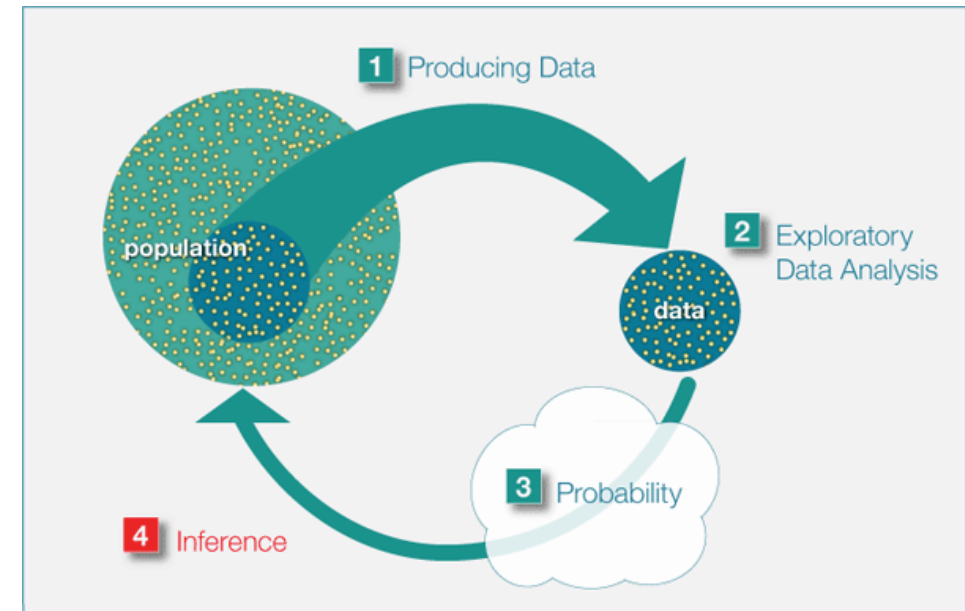 1 Producing Data
population
2 Exploratory
Data Analysis
data
3 Probability
4 Inference